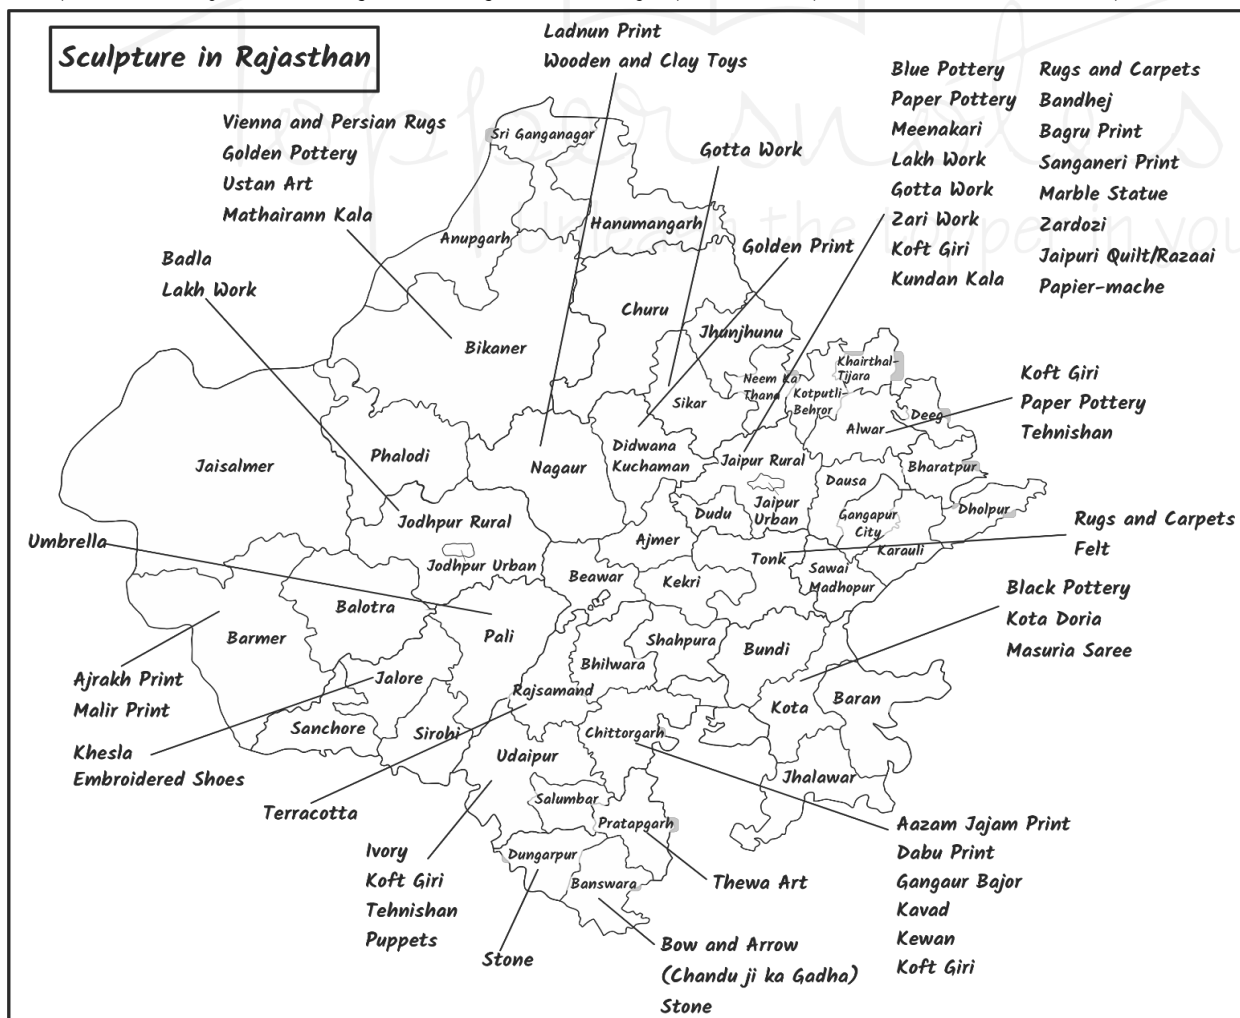 Sculpture in Rajasthan
Ladnun Print
Wooden and Clay Toys
Vienna and Persian Rugs
Golden Pottery
Ustan Art
Mathairann Kala
Gotta Work
Blue Pottery
Paper Pottery
Meenakari
Lakh Work
Gotta Work
Zari Work
Koft Giri
Kundan Kala
Rugs and Carpets
Bandhej
Bagru Print
Sanganeri Print
Marble Statue
Zardozi
Jaipuri Quilt/Razaai
Papier-mache
Golden Print
Badla
Lakh Work
Sri Ganganagar
Anupgarh
Hanumangarh
Churu
Jhunjhunu
Bikaner
Neem Ka
Thana
Kotputli
Behror
Khairthal-
Tijara
Sikar
Alwar
Deeg
Koft Giri
Paper Pottery
Tehnishan
Jaisalmer
Phalodi
Nagaur
Didwana
Kuchaman
Jaipur Rural
Dausa
Bharatpur
Jodhpur Rural
Dudu
Jaipur
Urban
Gangapur
City
Dholpur
Karauli
Umbrella
Jodhpur Urban
Ajmer
Tonk
Rugs and Carpets
Felt
Beawar
Kekri
Sawai
Madhopur
Balotra
Barmer
Pali
Shahpura
Bundi
Bhilwara
Black Pottery
Kota Doria
Masuria Saree
Ajrakh Print
Malir Print
Jalore
Rajsamand
Kota
Baran
Sanchore
Sirohi
Chittorgarh
Khesla
Embroidered Shoes
Udaipur
Jhalawar
Terracotta
Salumbar
Pratapgarh
Aazam Jajam Print
Dabu Print
Gangaur Bajor
Kavad
Kewan
Koft Giri
Ivory
Koft Giri
Tehnishan
Puppets
Dungarpur
Banswara
Thewa Art
Stone
Bow and Arrow
(Chandu ji ka Gadha)
Stone
toppersnotes
Unleash the topper in you